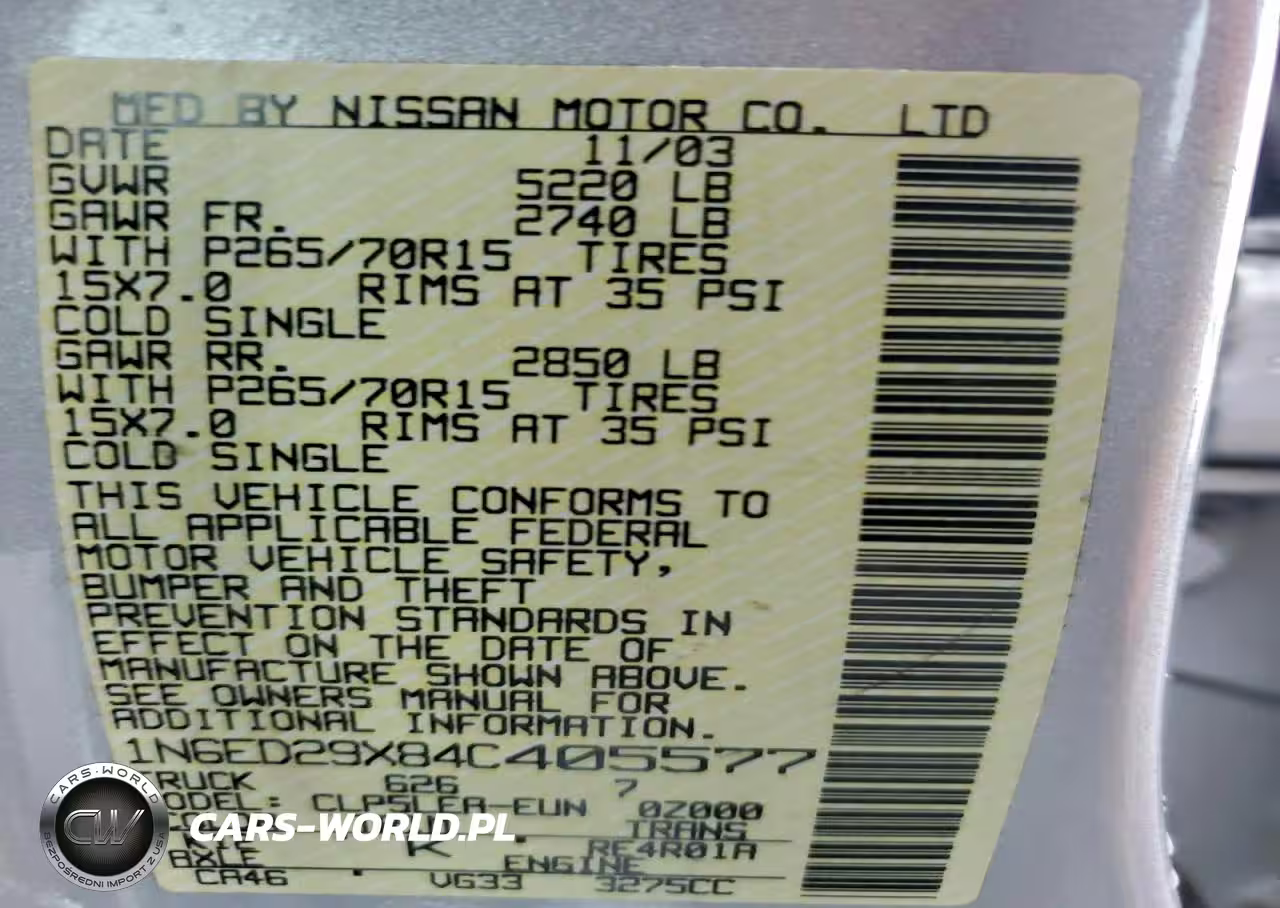 MFD BY NISSAN MOTOR CO. LTD
DATE 11/03
GVWR 5220 LB
GAWR FR. 2740 LB
WITH P265/70R15 TIRES
15X7.0 RIMS AT 35 PSI
COLD SINGLE
GAWR RR. 2850 LB
WITH P265/70R15 TIRES
15X7.0 RIMS AT 35 PSI
COLD SINGLE
THIS VEHICLE CONFORMS TO
ALL APPLICABLE FEDERAL
MOTOR VEHICLE SAFETY,
BUMPER AND THEFT
PREVENTION STANDARDS IN
EFFECT ON THE DATE OF
MANUFACTURE SHOWN ABOVE.
SEE OWNERS MANUAL FOR
ADDITIONAL INFORMATION.
1N6ED29X84C405577
TRUCK 626 7
MODEL: CLP5LEA-EUN 0Z000
TRANS
K RE4R01A
AXLE ENGINE
CA46 VG33 3275CC
CARS-WORLD
CW
BEZPOŚREDNI IMPORT Z USA
CARS-WORLD.PL